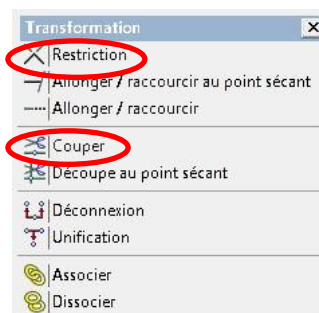 Transformation
Restriction
Allonger / raccourcir au point sécant
Allonger / raccourcir
Couper
Découpe au point sécant
Déconnexion
Unification
Associer
Dissocier